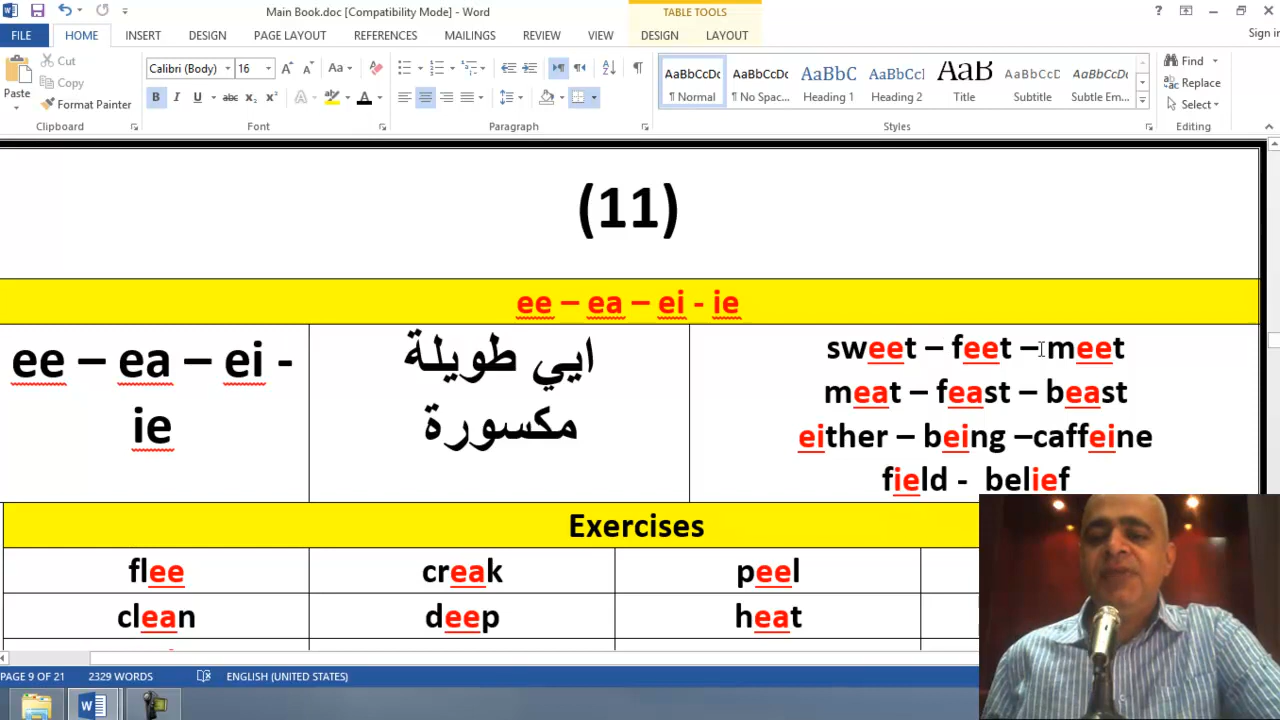 Main Book.doc [Compatibility Mode] - Word
TABLE TOOLS
?
FILE HOME INSERT DESIGN PAGE LAYOUT REFERENCES MAILINGS REVIEW VIEW DESIGN LAYOUT Sign in
Paste
Cut
Copy
Format Painter
Clipboard
Calibri (Body) 16
Font
Paragraph
AaBbCcDc AaBbCcDc AaBbC AaBbCcI AaB AaBbCcD AaBbCcDc
¶ Normal ¶ No Spac... Heading 1 Heading 2 Title Subtitle Subtle Em...
Styles
Find
Replace
Select
Editing
(11)
ee – ea – ei - ie
ee – ea – ei -
ie
ايي طويلة
مكسورة
sweet – feet – meet
meat – feast – beast
either – being –caffeine
field - belief
Exercises
flee creak peel
clean deep heat
PAGE 9 OF 21 2329 WORDS ENGLISH (UNITED STATES)